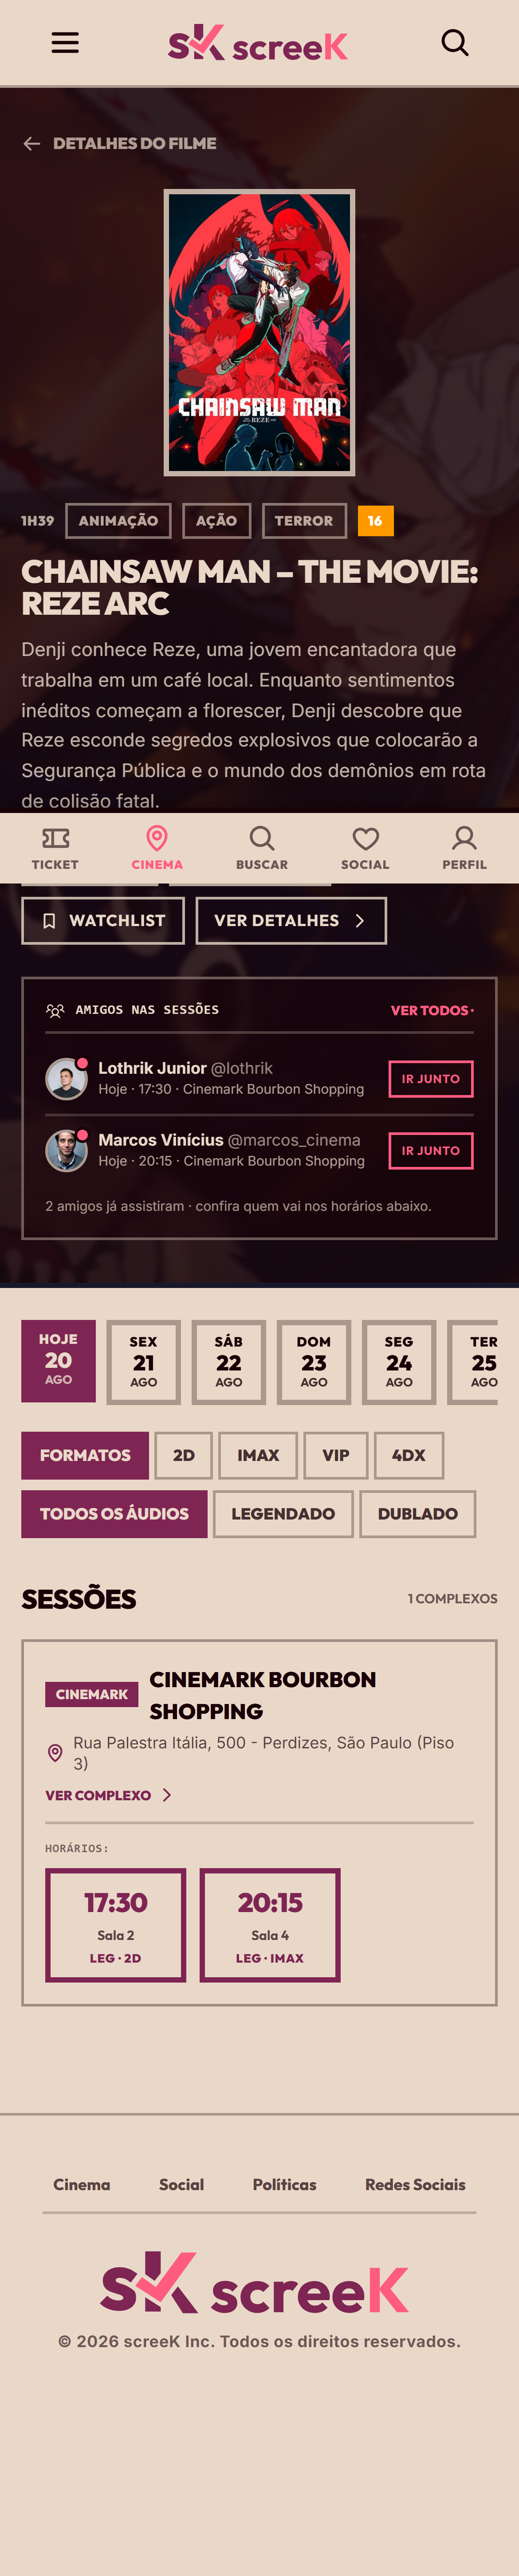 SK screeK
DETALHES DO FILME
CHAINSAW MAN
REZE
1H39 ANIMAÇÃO AÇÃO TERROR 16
CHAINSAW MAN – THE MOVIE:
REZE ARC
Denji conhece Reze, uma jovem encantadora que
trabalha em um café local. Enquanto sentimentos
inéditos começam a florescer, Denji descobre que
Reze esconde segredos explosivos que colocarão a
Segurança Pública e o mundo dos demônios em rota
de colisão fatal.
TICKET CINEMA BUSCAR SOCIAL PERFIL
WATCHLIST VER DETALHES
AMIGOS NAS SESSÕES VER TODOS ·
Lothrik Junior @lothrik
Hoje · 17:30 · Cinemark Bourbon Shopping
IR JUNTO
Marcos Vinícius @marcos_cinema
Hoje · 20:15 · Cinemark Bourbon Shopping
IR JUNTO
2 amigos já assistiram · confira quem vai nos horários abaixo.
HOJE SEX SÁB DOM SEG TER
20 21 22 23 24 25
AGO AGO AGO AGO AGO AGO
FORMATOS 2D IMAX VIP 4DX
TODOS OS ÁUDIOS LEGENDADO DUBLADO
SESSÕES 1 COMPLEXOS
CINEMARK CINEMARK BOURBON
SHOPPING
Rua Palestra Itália, 500 - Perdizes, São Paulo (Piso
3)
VER COMPLEXO
HORÁRIOS:
17:30 20:15
Sala 2 Sala 4
LEG · 2D LEG · IMAX
Cinema Social Políticas Redes Sociais
SK screeK
© 2026 screeK Inc. Todos os direitos reservados.